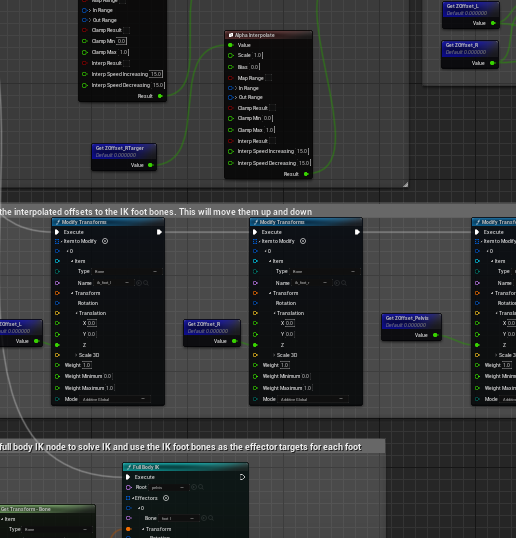 In Range
Out Range
Clamp Result
Clamp Min 0.0
Clamp Max 1.0
Interp Result
Interp Speed Increasing 15.0
Interp Speed Decreasing 15.0
Result
Get ZOffset_RTarger
Default 0.000000
Value
Alpha Interpolate
Value
Scale 1.0
Bias 0.0
Map Range
In Range
Out Range
Clamp Result
Clamp Min 0.0
Clamp Max 1.0
Interp Result
Interp Speed Increasing 15.0
Interp Speed Decreasing 15.0
Result
Get ZOffset_L
Default 0.000000
Value
Get ZOffset_R
Default 0.000000
Value
the interpolated offsets to the IK foot bones. This will move them up and down
ZOffset_L
0.000000
Value
Modify Transforms
Execute
Item to Modify
0
Item
Type Bone
Name
Transform
Rotation
Translation
X 0.0
Y 0.0
Z
Scale 3D
Weight 1.0
Weight Minimum 0.0
Weight Maximum 1.0
Mode Additive Global
Get ZOffset_R
Default 0.000000
Value
Modify Transforms
Execute
Item to Modify
0
Item
Type Bone
Name
Transform
Rotation
Translation
X 0.0
Y 0.0
Z
Scale 3D
Weight 1.0
Weight Minimum 0.0
Weight Maximum 1.0
Mode Additive Global
Get ZOffset_Pelvis
Default 0.000000
Value
Modify Transf
Execute
Item to Modify
0
Item
Type
Name
Transform
Rotation
Translation
X 0.0
Y 0.0
Z
Scale 3D
Weight 1.0
Weight Minimum
Weight Maximum
Mode Additive
full body IK node to solve IK and use the IK foot bones as the effector targets for each foot
Get Transform - Bone
Item
Type Bone
Full Body IK
Execute
Root pelvis
Effectors
0
Bone
Transform
Rotation